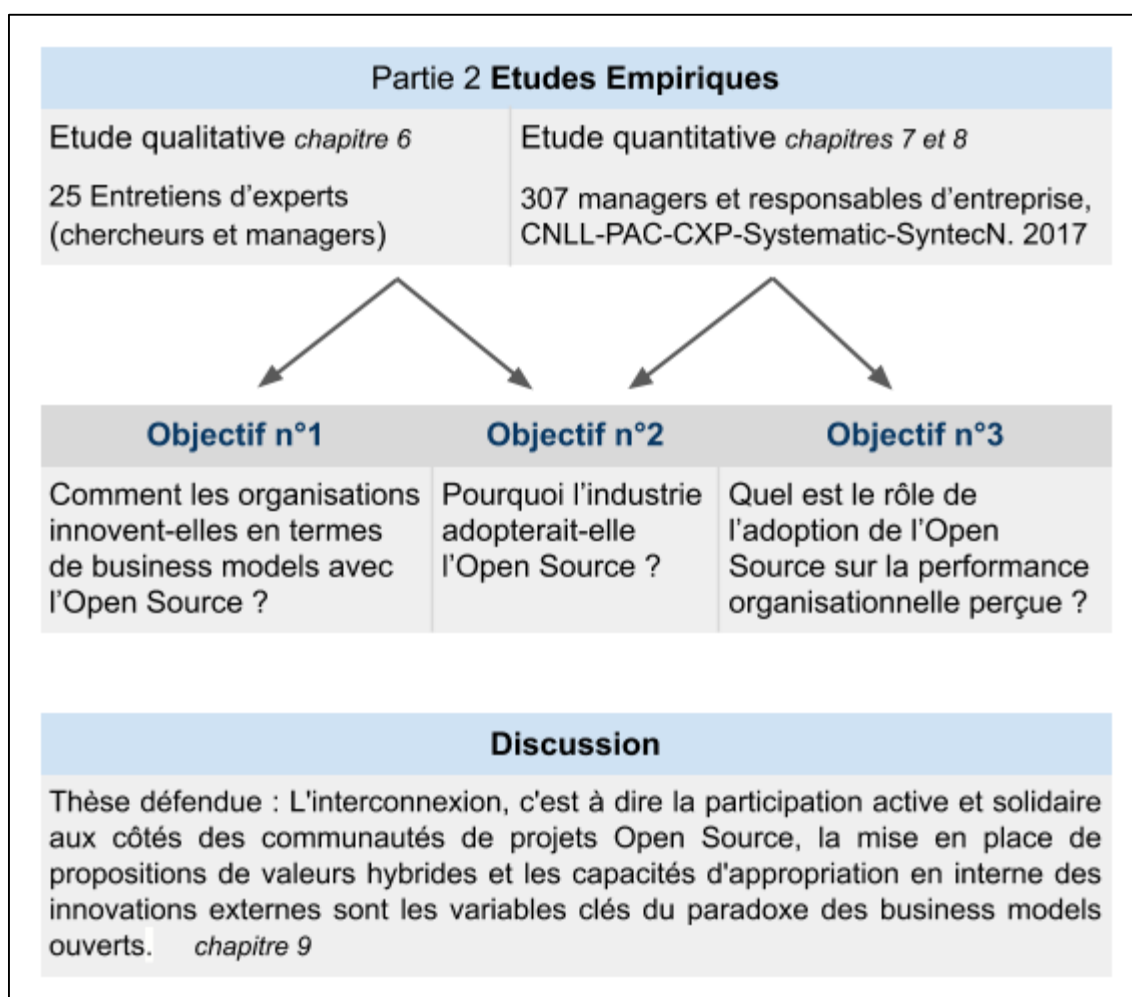 Partie 2 Etudes Empiriques
Etude qualitative chapitre 6
25 Entretiens d'experts
(chercheurs et managers)
Etude quantitative chapitres 7 et 8
307 managers et responsables d'entreprise,
CNLL-PAC-CXP-Systematic-SyntecN. 2017
Objectif n°1
Comment les organisations
innovent-elles en termes
de business models avec
l'Open Source ?
Objectif n°2
Pourquoi l'industrie
adopterait-elle
l'Open Source ?
Objectif n°3
Quel est le rôle de
l'adoption de l'Open
Source sur la performance
organisationnelle perçue ?
Discussion
Thèse défendue : L'interconnexion, c'est à dire la participation active et solidaire
aux côtés des communautés de projets Open Source, la mise en place de
propositions de valeurs hybrides et les capacités d'appropriation en interne des
innovations externes sont les variables clés du paradoxe des business models
ouverts. chapitre 9